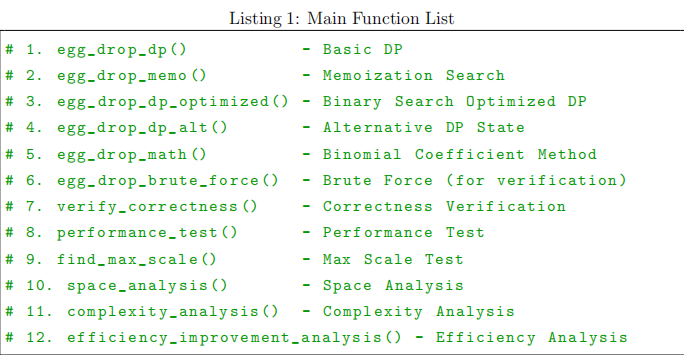 Listing 1: Main Function List
# 1. egg_drop_dp() - Basic DP
# 2. egg_drop_memo() - Memoization Search
# 3. egg_drop_dp_optimized() - Binary Search Optimized DP
# 4. egg_drop_dp_alt() - Alternative DP State
# 5. egg_drop_math() - Binomial Coefficient Method
# 6. egg_drop_brute_force() - Brute Force (for verification)
# 7. verify_correctness() - Correctness Verification
# 8. performance_test() - Performance Test
# 9. find_max_scale() - Max Scale Test
# 10. space_analysis() - Space Analysis
# 11. complexity_analysis() - Complexity Analysis
# 12. efficiency_improvement_analysis() - Efficiency Analysis